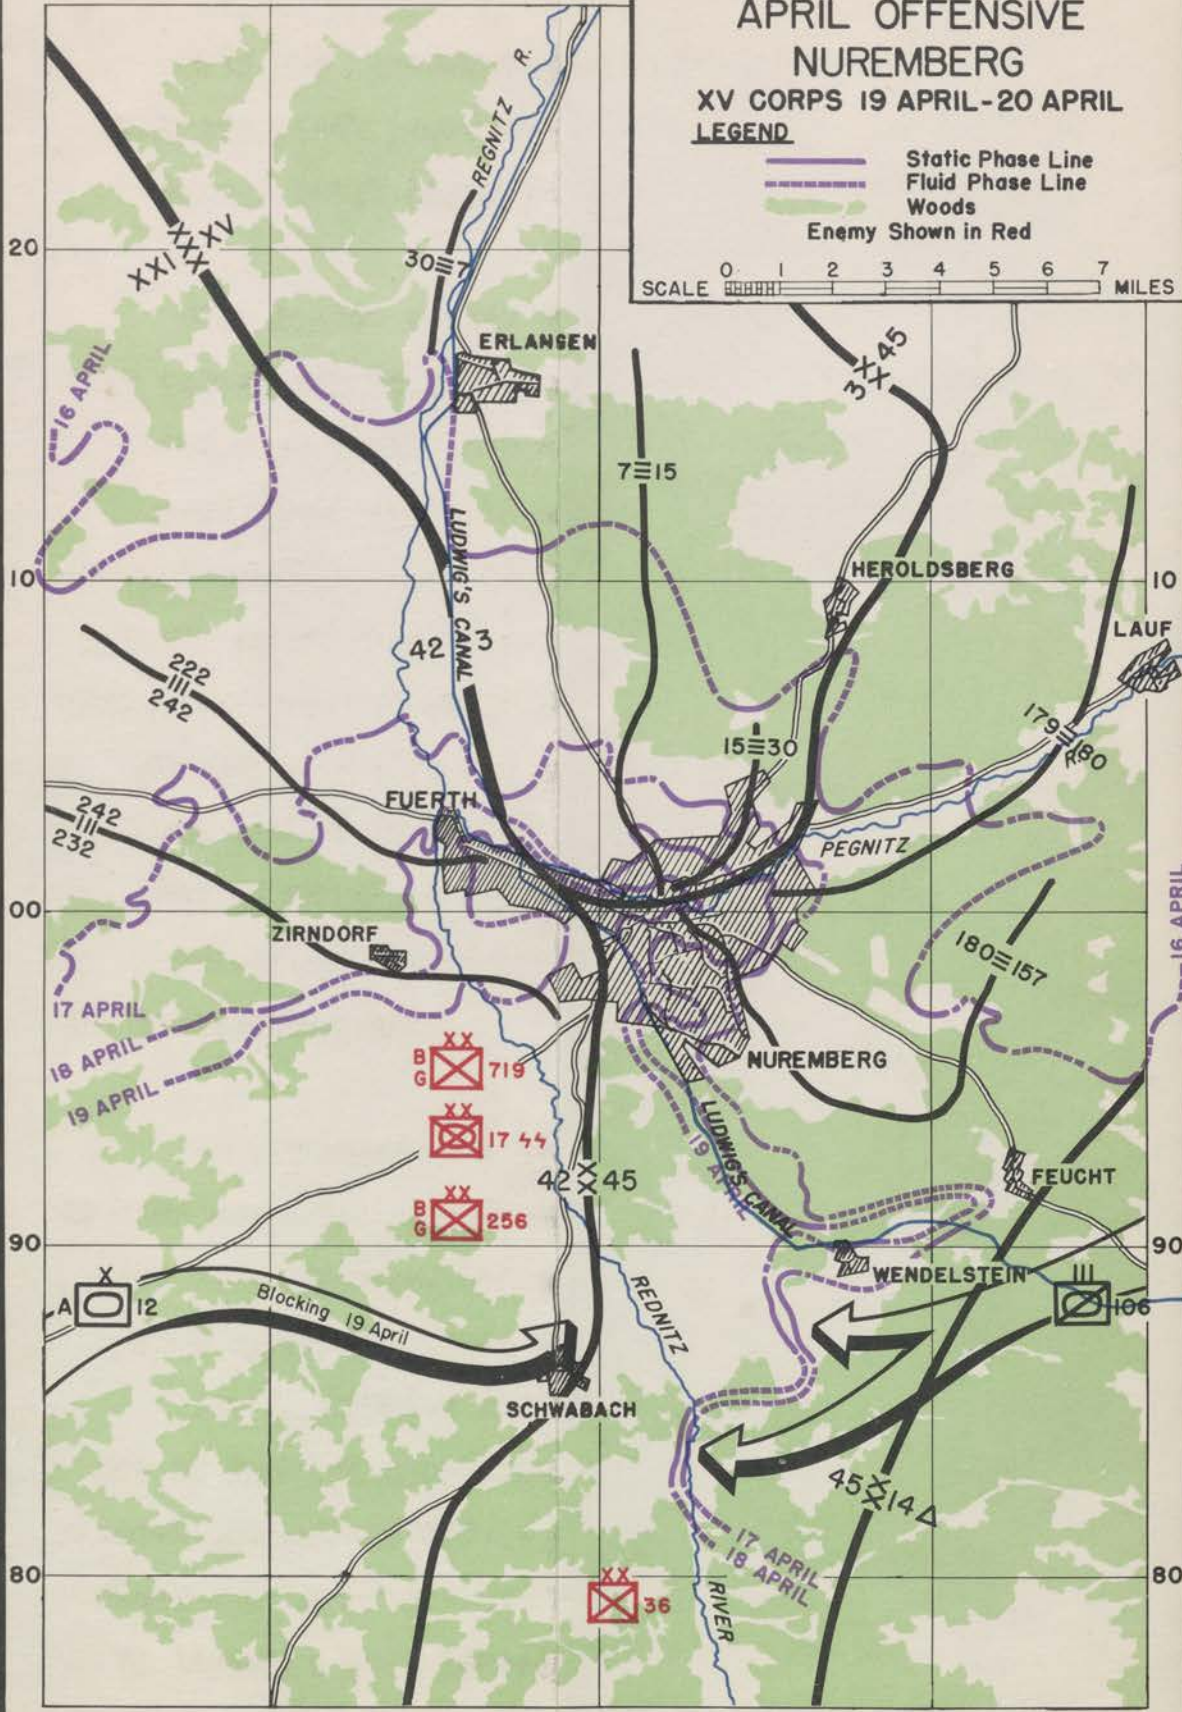 APRIL OFFENSIVE
NUREMBERG
XV CORPS 19 APRIL-20 APRIL
LEGEND
Static Phase Line
Fluid Phase Line
Woods
Enemy Shown in Red
0 1 2 3 4 5 6 7
SCALE MILES
REGNITZ R.
20
XXI XXX XV
30 III 7
ERLANGEN
3 XX 45
16 APRIL
7 III 15
LUDWIG'S CANAL
10
10
HEROLDSBERG
LAUF
42 3
222
III
242
179 III 180
R.
15 III 30
FUERTH
242
III
232
PEGNITZ
00
16 APRIL
ZIRNDORF
180 III 157
17 APRIL
18 APRIL
19 APRIL
NUREMBERG
XX
B
G
719
XX
17 44
XX
B
G
256
LUDWIG'S CANAL
19 APRIL
42 XX 45
FEUCHT
90
90
WENDELSTEIN
X
A 12
III
106
Blocking 19 April
REDNITZ
SCHWABACH
45 XX 14 Δ
17 APRIL
18 APRIL
80
80
XX
36
RIVER